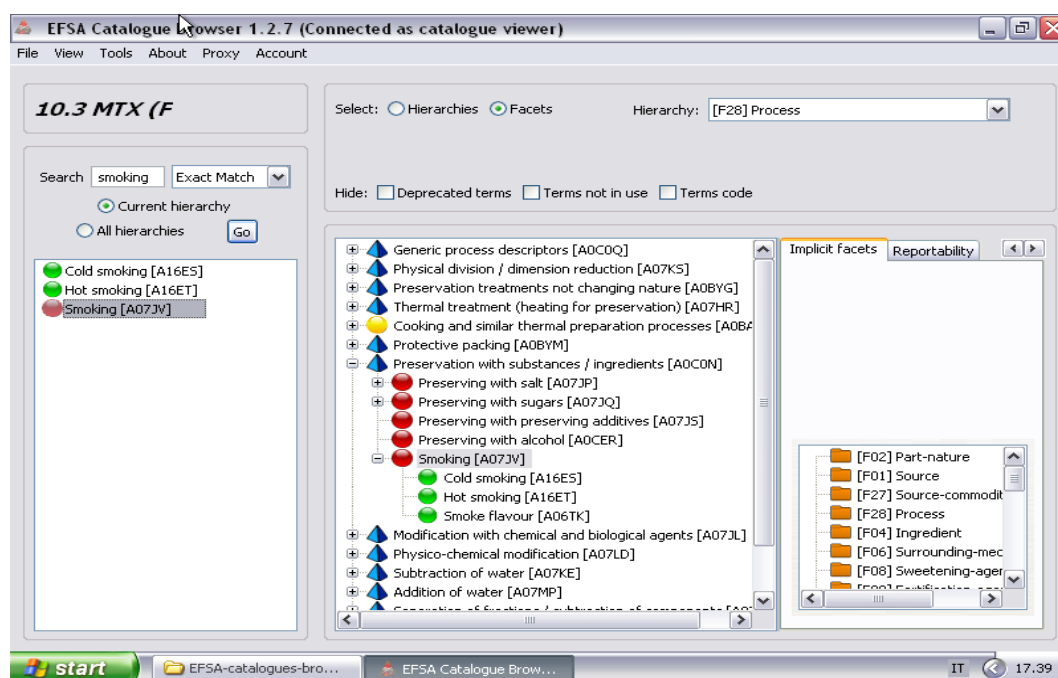 EFSA Catalogue Browser 1.2.7 (Connected as catalogue viewer)
File View Tools About Proxy Account
10.3 MTX (F
Select: Hierarchies Facets Hierarchy: [F28] Process
Search smoking Exact Match
Current hierarchy
All hierarchies Go
Hide: Deprecated terms Terms not in use Terms code
Cold smoking [A16ES]
Hot smoking [A16ET]
Smoking [A07JV]
Generic process descriptors [A0C0Q]
Physical division / dimension reduction [A07KS]
Preservation treatments not changing nature [A0BYG]
Thermal treatment (heating for preservation) [A07HR]
Cooking and similar thermal preparation processes [A0BA
Protective packing [A0BYM]
Preservation with substances / ingredients [A0C0N]
Preserving with salt [A07JP]
Preserving with sugars [A07JQ]
Preserving with preserving additives [A07JS]
Preserving with alcohol [A0CER]
Smoking [A07JV]
Cold smoking [A16ES]
Hot smoking [A16ET]
Smoke flavour [A06TK]
Modification with chemical and biological agents [A07JL]
Physico-chemical modification [A07LD]
Subtraction of water [A07KE]
Addition of water [A07MP]
Implicit facets Reportability
[F02] Part-nature
[F01] Source
[F27] Source-commodit
[F28] Process
[F04] Ingredient
[F06] Surrounding-mec
[F08] Sweetening-ager
start EFSA-catalogues-bro... EFSA Catalogue Brow... IT 17.39